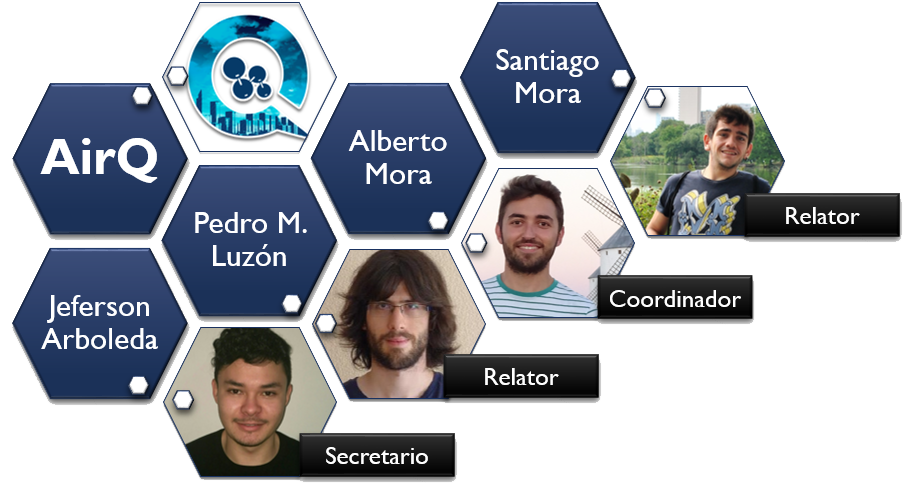 Santiago
Mora
AirQ
Alberto
Mora
Relator
Pedro M.
Luzón
Coordinador
Jeferson
Arboleda
Relator
Secretario